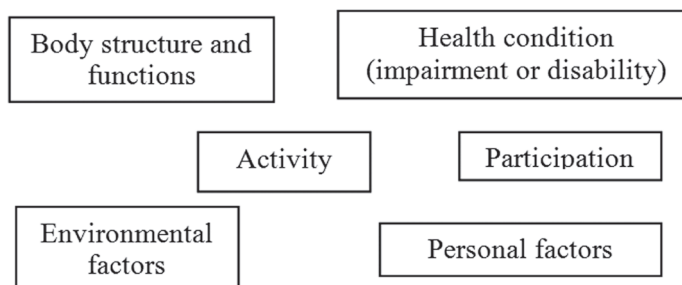 Body structure and
functions
Health condition
(impairment or disability)
Activity
Participation
Environmental
factors
Personal factors